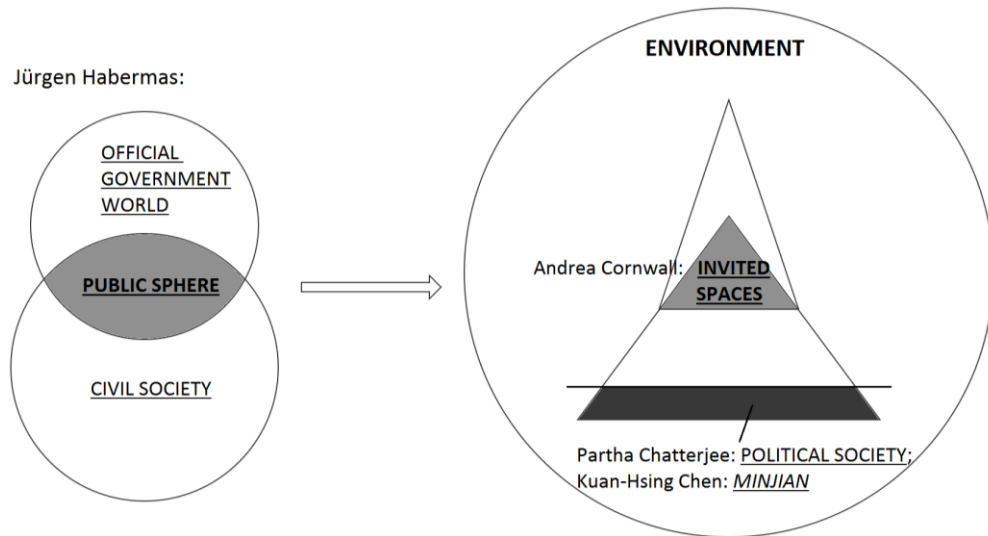 Jürgen Habermas:
OFFICIAL
GOVERNMENT
WORLD
PUBLIC SPHERE
CIVIL SOCIETY
ENVIRONMENT
Andrea Cornwall: INVITED
SPACES
Partha Chatterjee: POLITICAL SOCIETY;
Kuan-Hsing Chen: MINJIAN